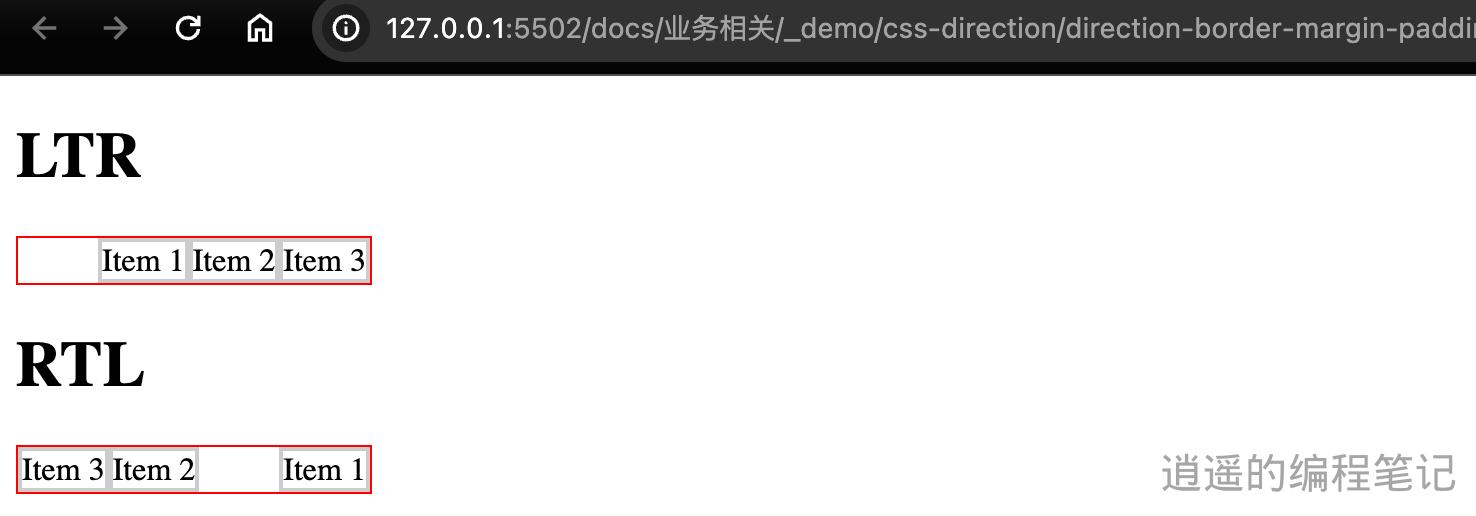 127.0.0.1:5502/docs/业务相关/_demo/css-direction/direction-border-margin-paddi
LTR
Item 1 Item 2 Item 3
RTL
Item 3 Item 2 Item 1
逍遥的编程笔记